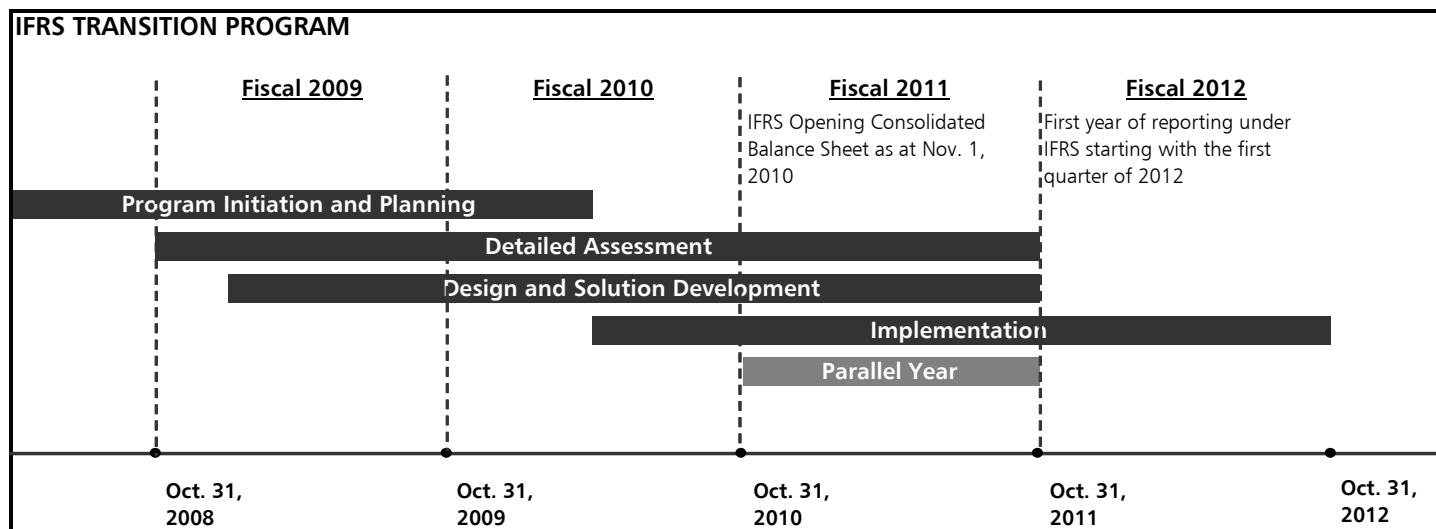 IFRS TRANSITION PROGRAM
Fiscal 2009
Fiscal 2010
Fiscal 2011
Fiscal 2012
IFRS Opening Consolidated
Balance Sheet as at Nov. 1,
2010
First year of reporting under
IFRS starting with the first
quarter of 2012
Program Initiation and Planning
Detailed Assessment
Design and Solution Development
Implementation
Parallel Year
Oct. 31,
2008
Oct. 31,
2009
Oct. 31,
2010
Oct. 31,
2011
Oct. 31,
2012